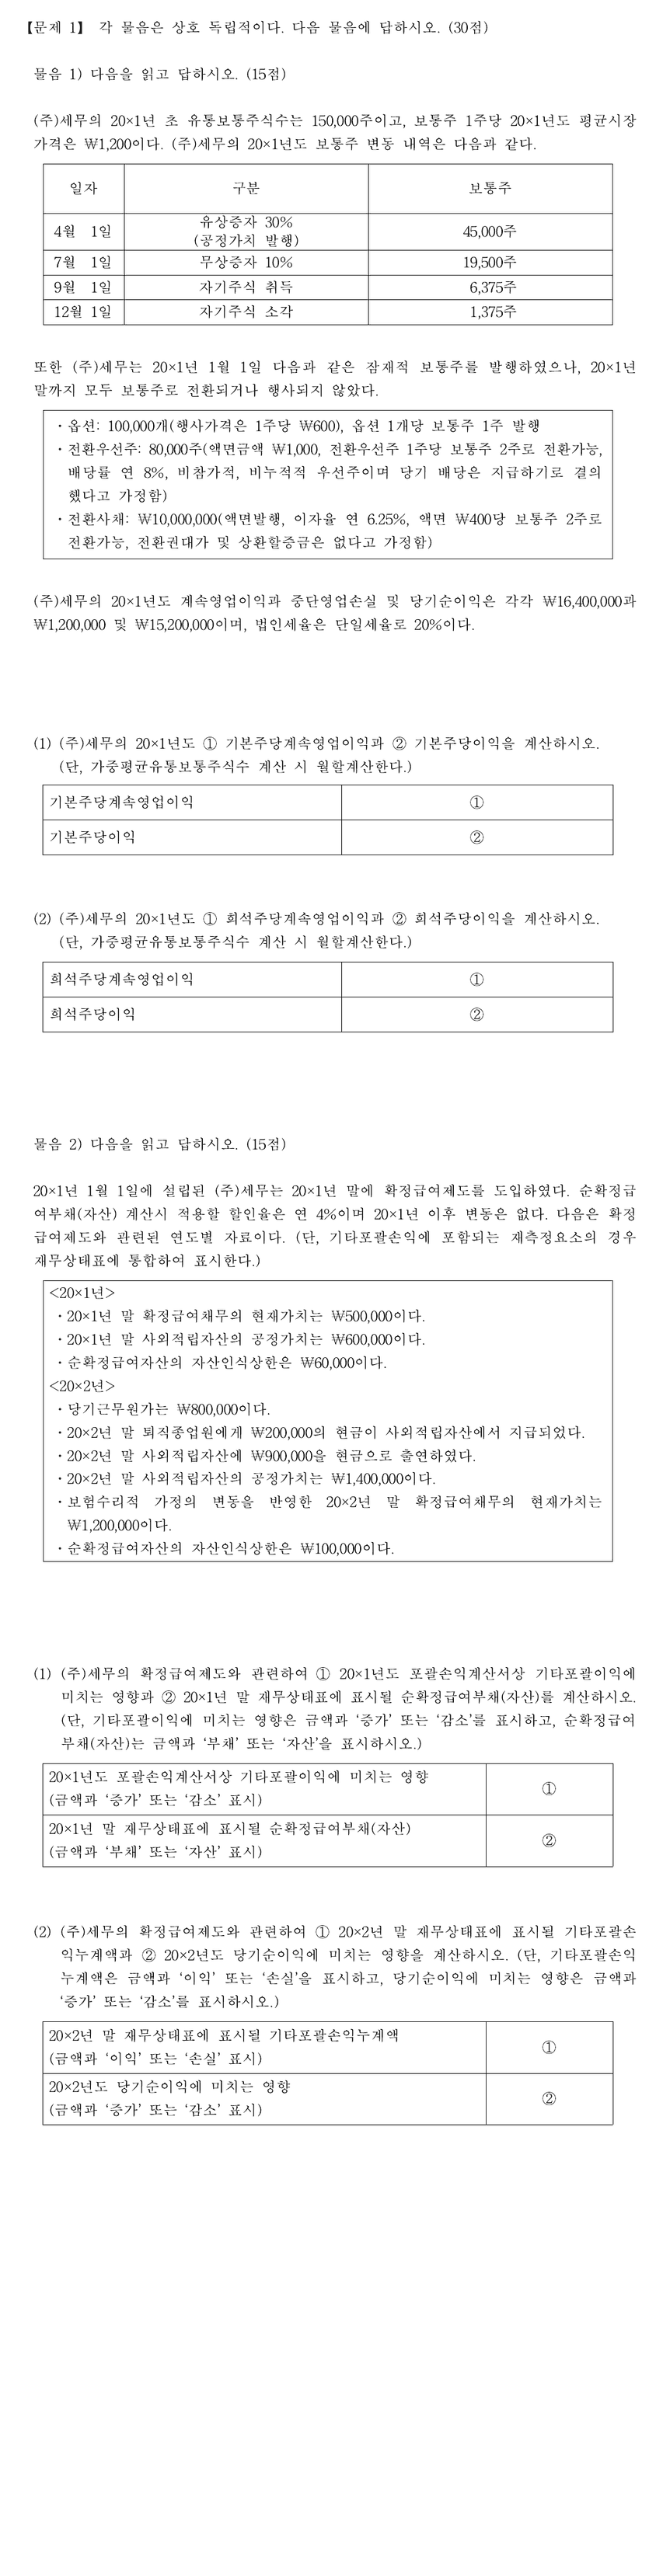 【문제 1】 각 물음은 상호 독립적이다. 다음 물음에 답하시오. (30점)
물음 1) 다음을 읽고 답하시오. (15점)
(주)세무의 20×1년 초 유통보통주식수는 150,000주이고, 보통주 1주당 20×1년도 평균시장
가격은 ₩1,200이다. (주)세무의 20×1년도 보통주 변동 내역은 다음과 같다.
일자 구분 보통주
4월 1일 유상증자 30% (공정가치 발행) 45,000주
7월 1일 무상증자 10% 19,500주
9월 1일 자기주식 취득 6,375주
12월 1일 자기주식 소각 1,375주
또한 (주)세무는 20×1년 1월 1일 다음과 같은 잠재적 보통주를 발행하였으나, 20×1년
말까지 모두 보통주로 전환되거나 행사되지 않았다.
· 옵션: 100,000개(행사가격은 1주당 ₩600), 옵션 1개당 보통주 1주 발행
· 전환우선주: 80,000주(액면금액 ₩1,000, 전환우선주 1주당 보통주 2주로 전환가능,
배당률 연 8%, 비참가적, 비누적적 우선주이며 당기 배당은 지급하기로 결의
했다고 가정함)
· 전환사채: ₩10,000,000(액면발행, 이자율 연 6.25%, 액면 ₩400당 보통주 2주로
전환가능, 전환권대가 및 상환할증금은 없다고 가정함)
(주)세무의 20×1년도 계속영업이익과 중단영업손실 및 당기순이익은 각각 ₩16,400,000과
₩1,200,000 및 ₩15,200,000이며, 법인세율은 단일세율로 20%이다.
(1) (주)세무의 20×1년도 ① 기본주당계속영업이익과 ② 기본주당이익을 계산하시오.
(단, 가중평균유통보통주식수 계산 시 월할계산한다.)
기본주당계속영업이익 ①
기본주당이익 ②
(2) (주)세무의 20×1년도 ① 희석주당계속영업이익과 ② 희석주당이익을 계산하시오.
(단, 가중평균유통보통주식수 계산 시 월할계산한다.)
희석주당계속영업이익 ①
희석주당이익 ②
물음 2) 다음을 읽고 답하시오. (15점)
20×1년 1월 1일에 설립된 (주)세무는 20×1년 말에 확정급여제도를 도입하였다. 순확정급
여부채(자산) 계산시 적용할 할인율은 연 4%이며 20×1년 이후 변동은 없다. 다음은 확정
급여제도와 관련된 연도별 자료이다. (단, 기타포괄손익에 포함되는 재측정요소의 경우
재무상태표에 통합하여 표시한다.)
<20×1년>
· 20×1년 말 확정급여채무의 현재가치는 ₩500,000이다.
· 20×1년 말 사외적립자산의 공정가치는 ₩600,000이다.
· 순확정급여자산의 자산인식상한은 ₩60,000이다.
<20×2년>
· 당기근무원가는 ₩800,000이다.
· 20×2년 말 퇴직종업원에게 ₩200,000의 현금이 사외적립자산에서 지급되었다.
· 20×2년 말 사외적립자산에 ₩900,000을 현금으로 출연하였다.
· 20×2년 말 사외적립자산의 공정가치는 ₩1,400,000이다.
· 보험수리적 가정의 변동을 반영한 20×2년 말 확정급여채무의 현재가치는
₩1,200,000이다.
· 순확정급여자산의 자산인식상한은 ₩100,000이다.
(1) (주)세무의 확정급여제도와 관련하여 ① 20×1년도 포괄손익계산서상 기타포괄이익에
미치는 영향과 ② 20×1년 말 재무상태표에 표시될 순확정급여부채(자산)를 계산하시오.
(단, 기타포괄이익에 미치는 영향은 금액과 ‘증가’ 또는 ‘감소’를 표시하고, 순확정급여
부채(자산)는 금액과 ‘부채’ 또는 ‘자산’을 표시하시오.)
20×1년도 포괄손익계산서상 기타포괄이익에 미치는 영향
(금액과 ‘증가’ 또는 ‘감소’ 표시) ①
20×1년 말 재무상태표에 표시될 순확정급여부채(자산)
(금액과 ‘부채’ 또는 ‘자산’ 표시) ②
(2) (주)세무의 확정급여제도와 관련하여 ① 20×2년 말 재무상태표에 표시될 기타포괄손
익누계액과 ② 20×2년도 당기순이익에 미치는 영향을 계산하시오. (단, 기타포괄손익
누계액은 금액과 ‘이익’ 또는 ‘손실’을 표시하고, 당기순이익에 미치는 영향은 금액과
‘증가’ 또는 ‘감소’를 표시하시오.)
20×2년 말 재무상태표에 표시될 기타포괄손익누계액
(금액과 ‘이익’ 또는 ‘손실’ 표시) ①
20×2년도 당기순이익에 미치는 영향
(금액과 ‘증가’ 또는 ‘감소’ 표시) ②